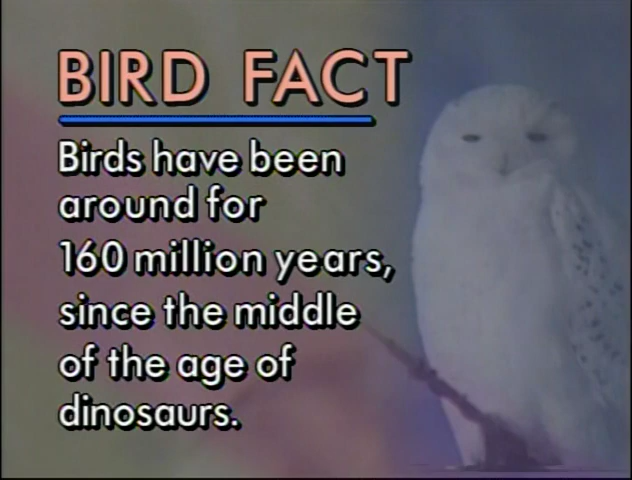 BIRD FACT
Birds have been
around for
160 million years,
since the middle
of the age of
dinosaurs.